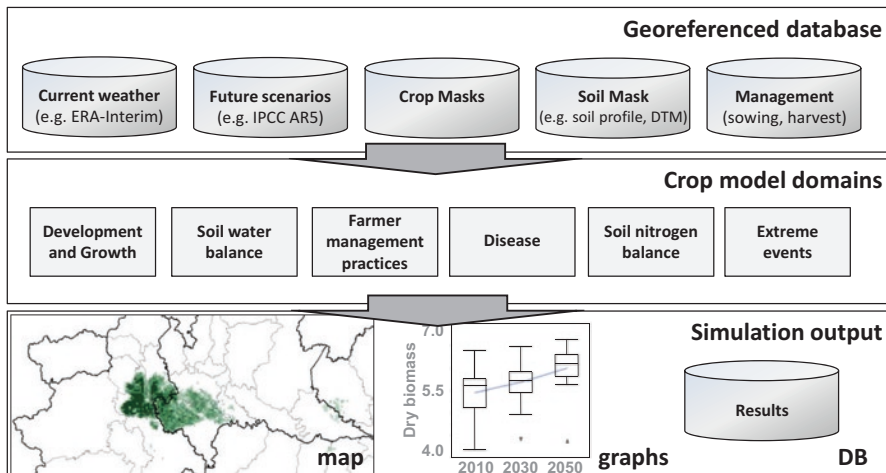 Georeferenced database
Current weather
(e.g. ERA-Interim)
Future scenarios
(e.g. IPCC AR5)
Crop Masks
Soil Mask
(e.g. soil profile, DTM)
Management
(sowing, harvest)
Crop model domains
Development
and Growth
Soil water
balance
Farmer
management
practices
Disease
Soil nitrogen
balance
Extreme
events
Simulation output
map
Dry biomass
7.0
5.5
4.0
2010 2030 2050
graphs
Results
DB